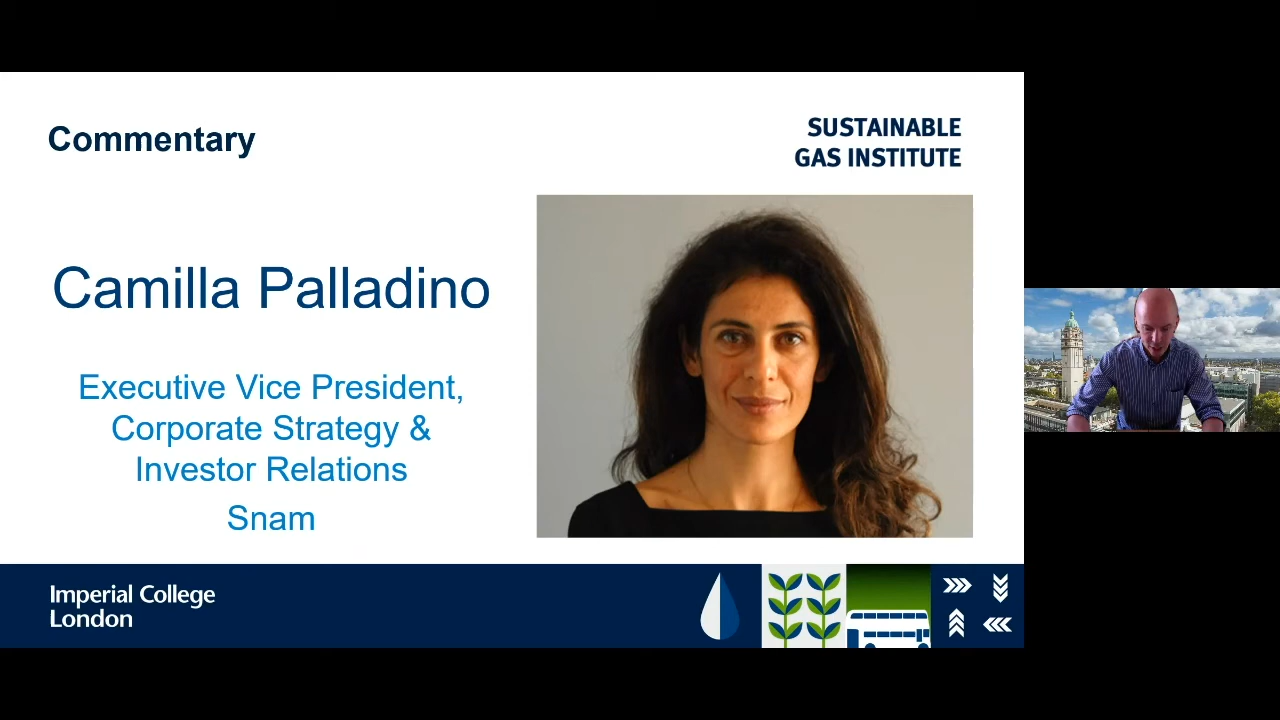 Commentary
SUSTAINABLE
GAS INSTITUTE
Camilla Palladino
Executive Vice President,
Corporate Strategy &
Investor Relations
Snam
Imperial College
London